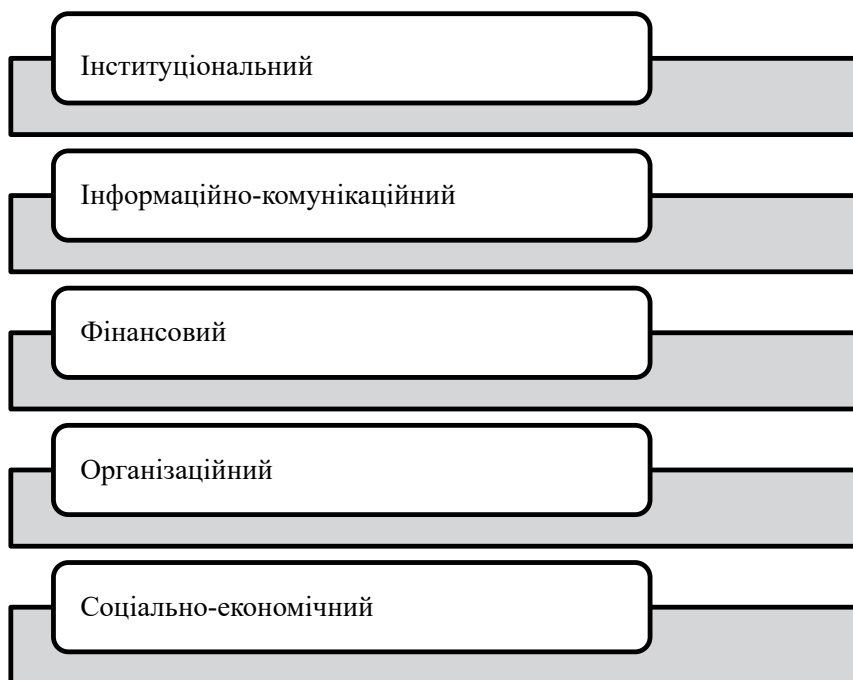 Інституціональний
Інформаційно-комунікаційний
Фінансовий
Організаційний
Соціально-економічний